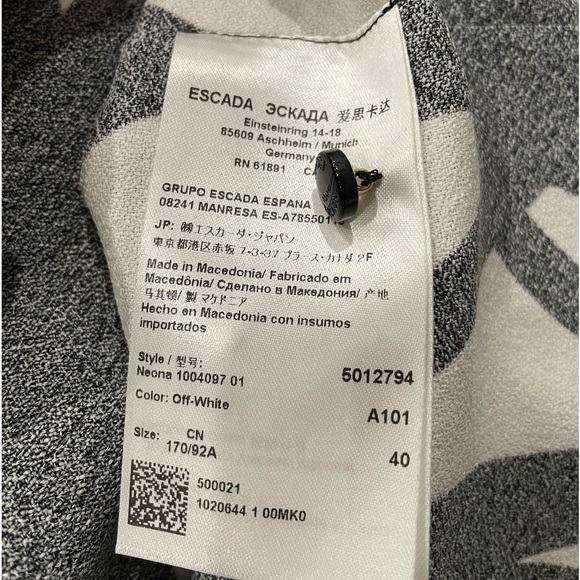 ESCADA ЭСКАДА 爱思卡达
Einsteinring 14-18
85609 Aschheim / Munich
Germany
RN 61891 CA
GRUPO ESCADA ESPANA
08241 MANRESA ES-A78550
JP: ㈱エスカーダ・ジャパン
東京都港区赤坂 7-3-37 プラース・カナダ 2F
Made in Macedonia/ Fabricado em
Macedônia/ Сделано в Македония/ 产地
马其顿/ 製 マケドニア
Hecho en Macedonia con insumos
importados
Style / 型号:
Neona 1004097 01 5012794
Color: Off-White A101
Size: CN
170/92A 40
500021
1020644 1 00MK0